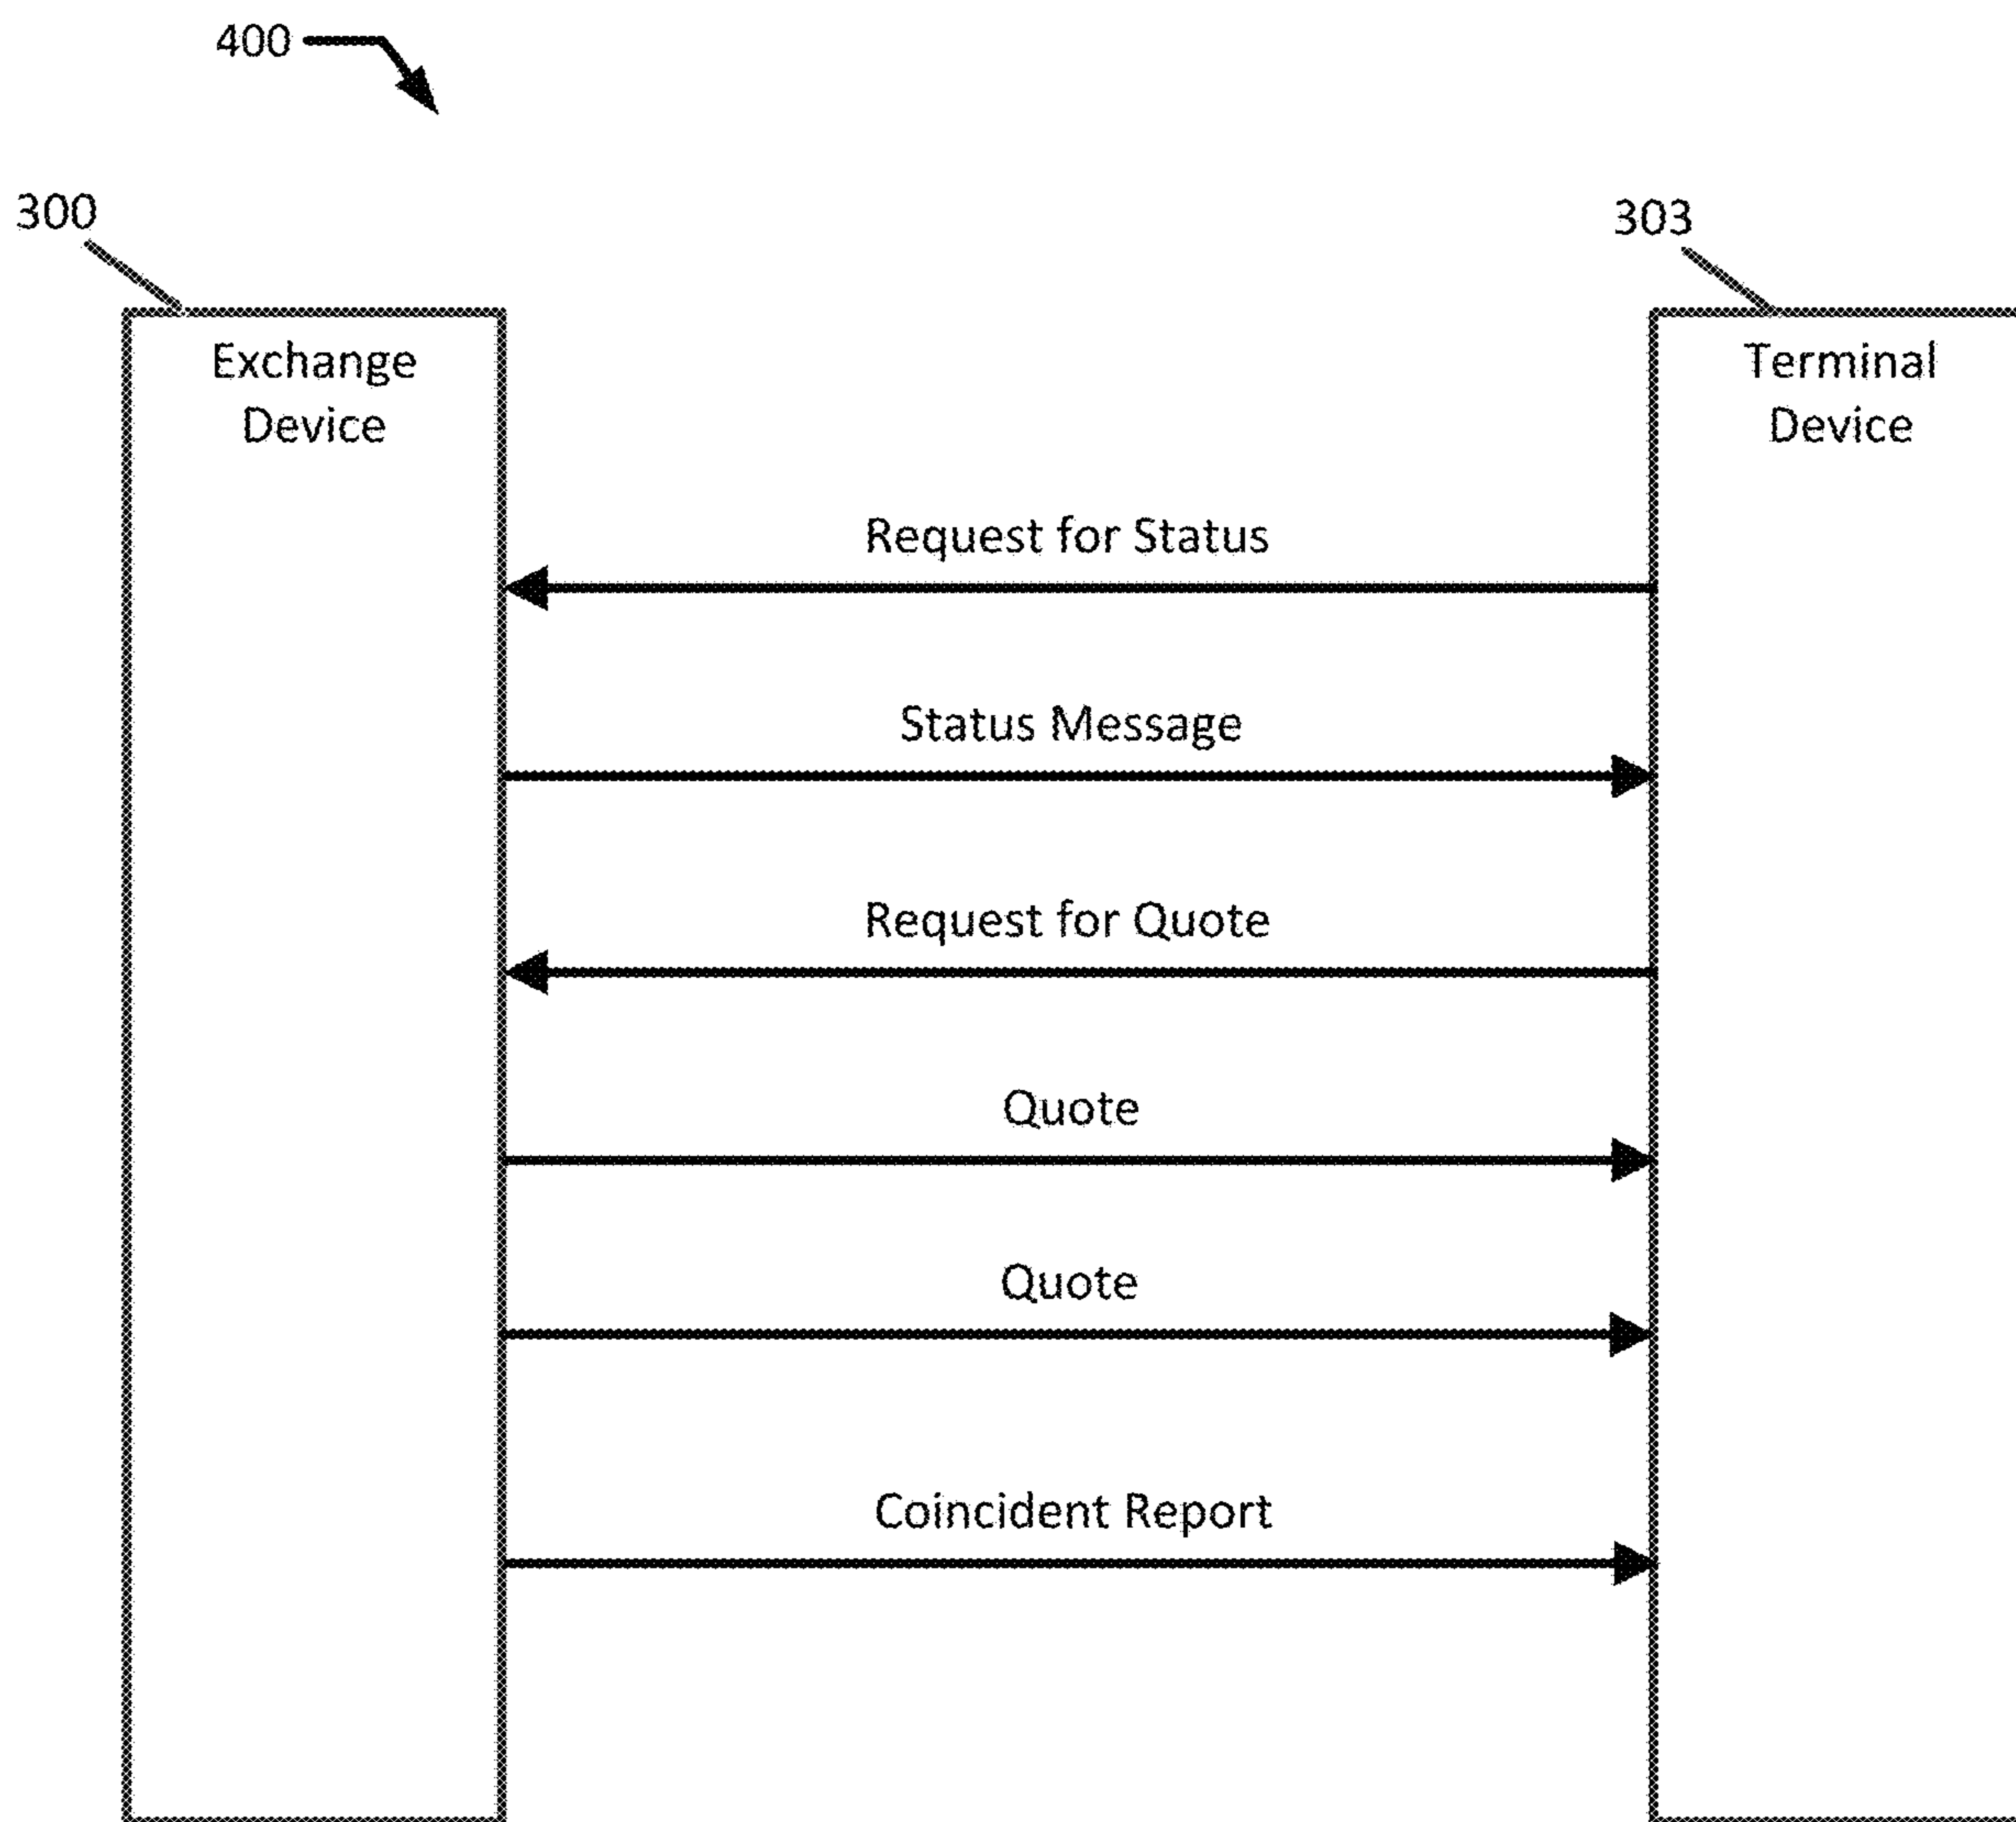 400
300
303
Exchange
Device
Terminal
Device
Request for Status
Status Message
Request for Quote
Quote
Quote
Coincident Report